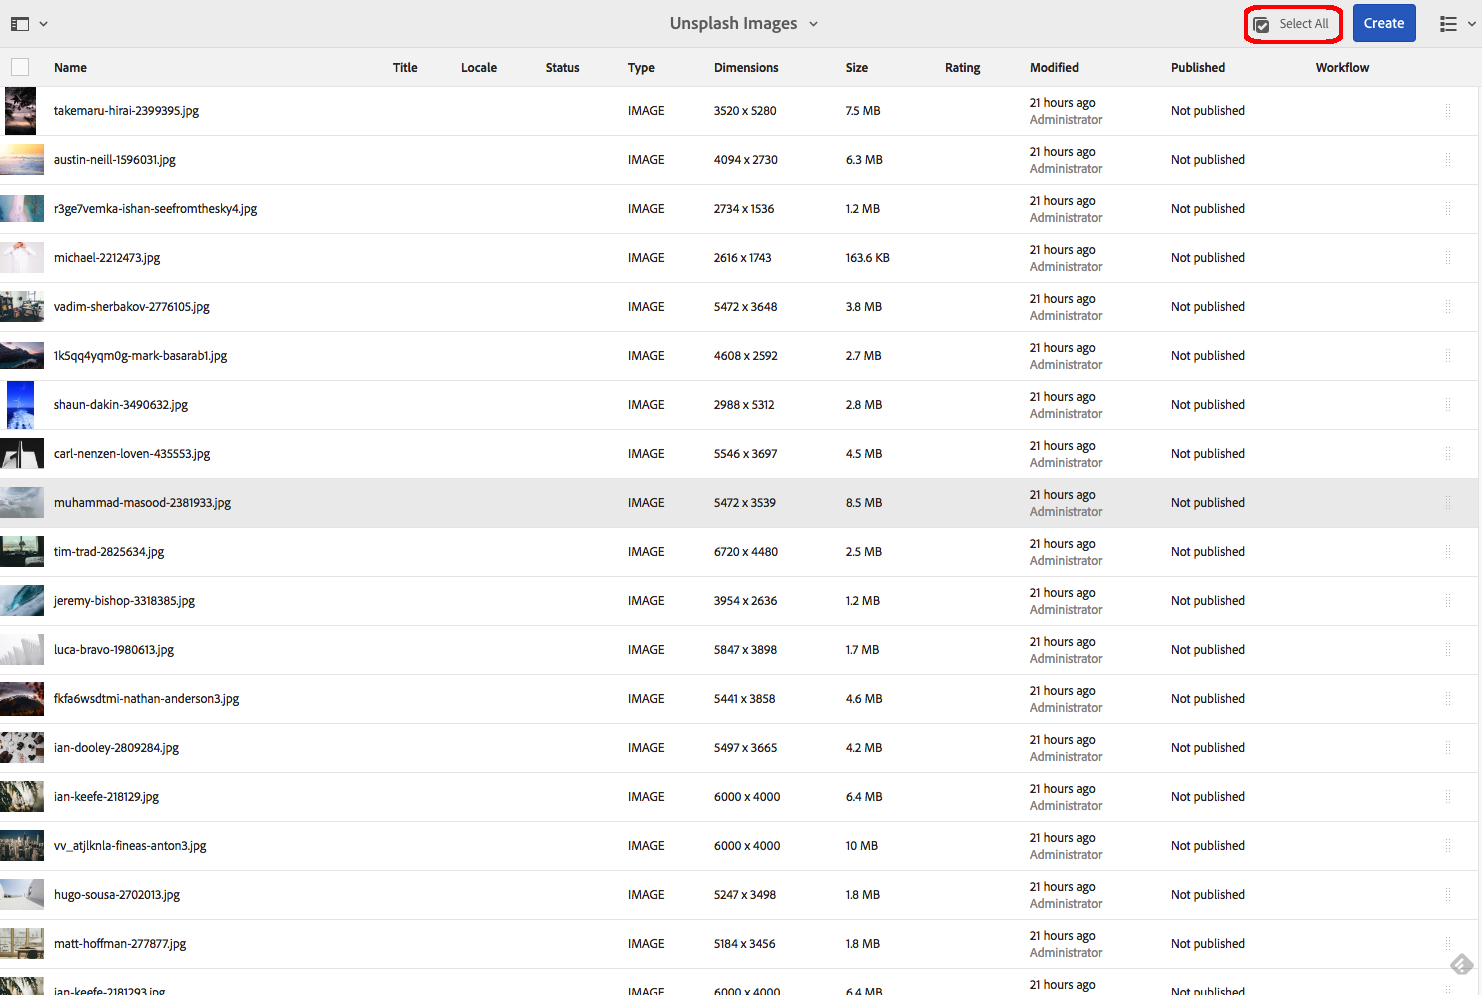 Unsplash Images
Select All
Create
Name Title Locale Status Type Dimensions Size Rating Modified Published Workflow
takemaru-hirai-2399395.jpg IMAGE 3520 x 5280 7.5 MB 21 hours ago Not published
Administrator
austin-neill-1596031.jpg IMAGE 4094 x 2730 6.3 MB 21 hours ago Not published
Administrator
r3ge7vemka-ishan-seefromthesky4.jpg IMAGE 2734 x 1536 1.2 MB 21 hours ago Not published
Administrator
michael-2212473.jpg IMAGE 2616 x 1743 163.6 KB 21 hours ago Not published
Administrator
vadim-sherbakov-2776105.jpg IMAGE 5472 x 3648 3.8 MB 21 hours ago Not published
Administrator
1k5qq4yqm0g-mark-basarab1.jpg IMAGE 4608 x 2592 2.7 MB 21 hours ago Not published
Administrator
shaun-dakin-3490632.jpg IMAGE 2988 x 5312 2.8 MB 21 hours ago Not published
Administrator
carl-nenzen-loven-435553.jpg IMAGE 5546 x 3697 4.5 MB 21 hours ago Not published
Administrator
muhammad-masood-2381933.jpg IMAGE 5472 x 3539 8.5 MB 21 hours ago Not published
Administrator
tim-trad-2825634.jpg IMAGE 6720 x 4480 2.5 MB 21 hours ago Not published
Administrator
jeremy-bishop-3318385.jpg IMAGE 3954 x 2636 1.2 MB 21 hours ago Not published
Administrator
luca-bravo-1980613.jpg IMAGE 5847 x 3898 1.7 MB 21 hours ago Not published
Administrator
fkfa6wsdtmi-nathan-anderson3.jpg IMAGE 5441 x 3858 4.6 MB 21 hours ago Not published
Administrator
ian-dooley-2809284.jpg IMAGE 5497 x 3665 4.2 MB 21 hours ago Not published
Administrator
ian-keefe-218129.jpg IMAGE 6000 x 4000 6.4 MB 21 hours ago Not published
Administrator
vv_atjlknla-fineas-anton3.jpg IMAGE 6000 x 4000 10 MB 21 hours ago Not published
Administrator
hugo-sousa-2702013.jpg IMAGE 5247 x 3498 1.8 MB 21 hours ago Not published
Administrator
matt-hoffman-277877.jpg IMAGE 5184 x 3456 1.8 MB 21 hours ago Not published
Administrator
ian-keefe-2181293.jpg IMAGE 6000 x 4000 6.4 MB 21 hours ago Not published